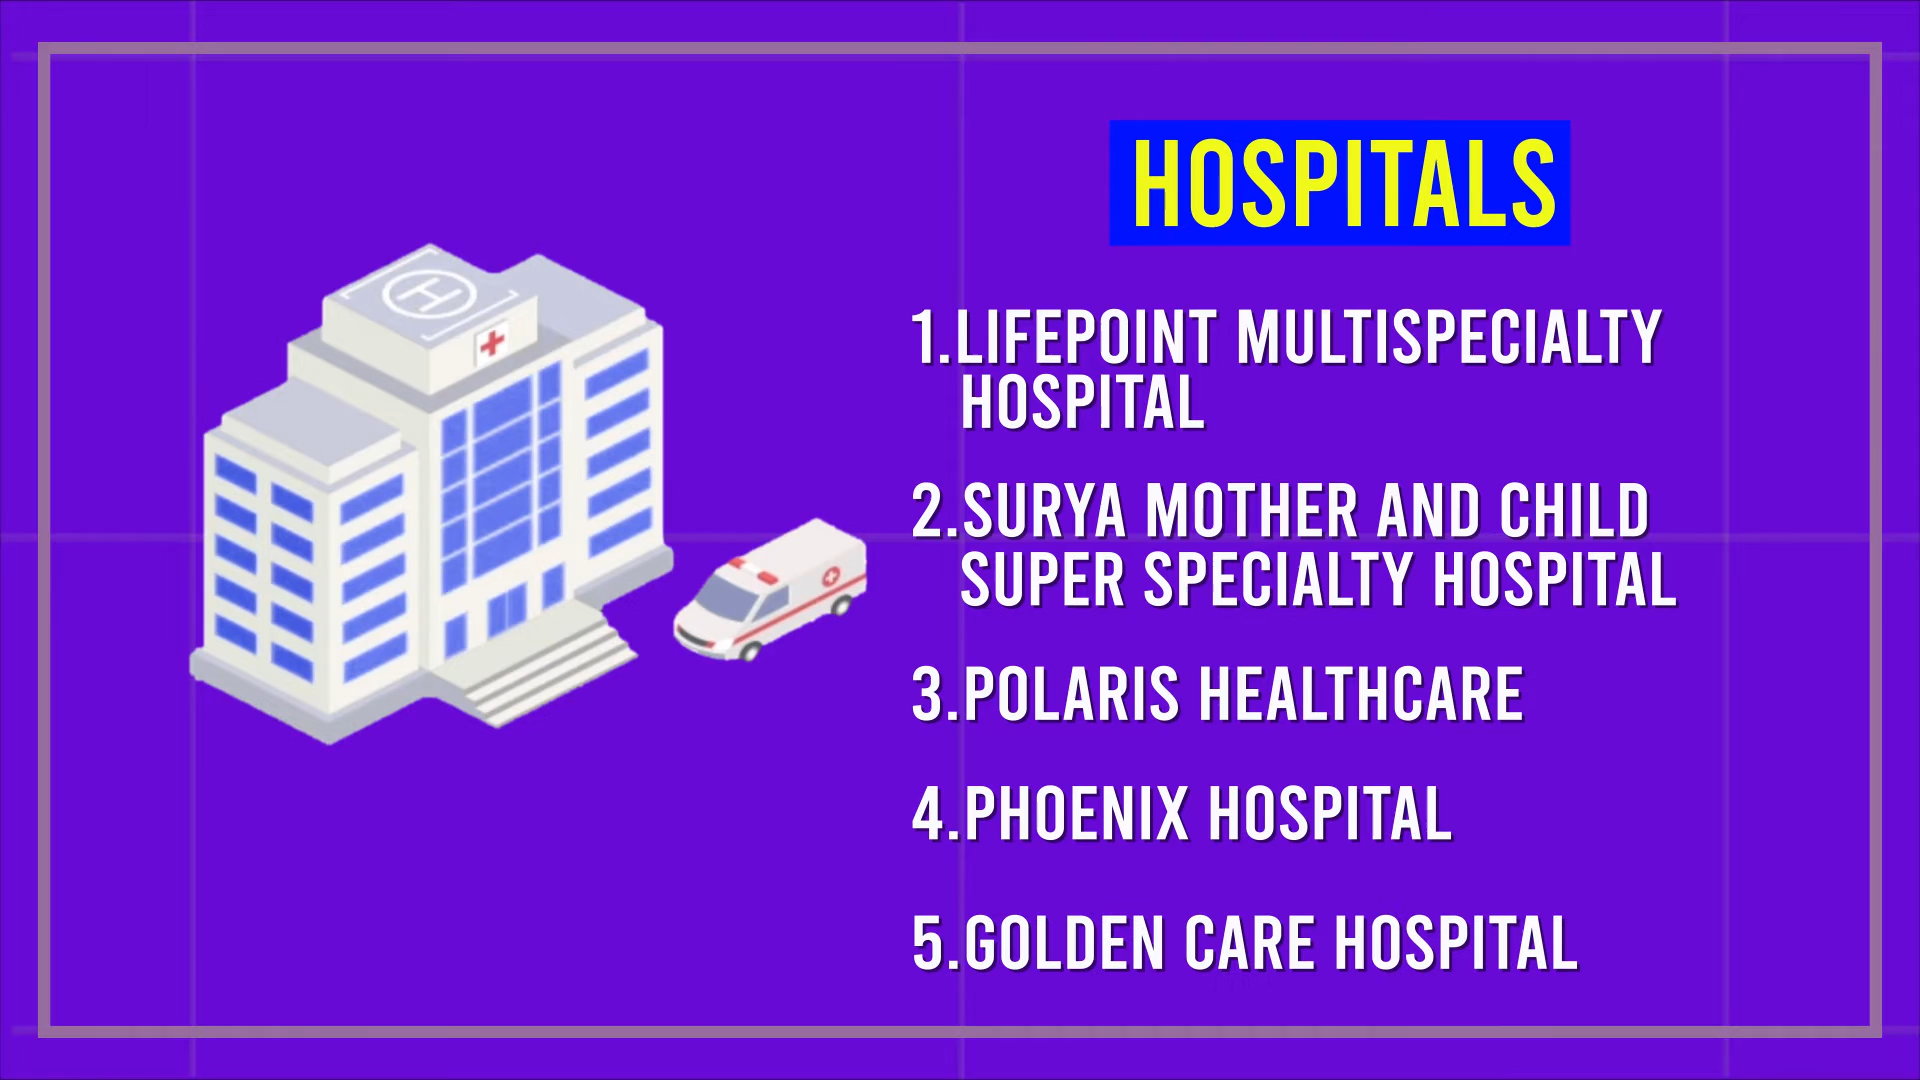 HOSPITALS
1.LIFEPOINT MULTISPECIALTY
HOSPITAL
2.SURYA MOTHER AND CHILD
SUPER SPECIALTY HOSPITAL
3.POLARIS HEALTHCARE
4.PHOENIX HOSPITAL
5.GOLDEN CARE HOSPITAL
H